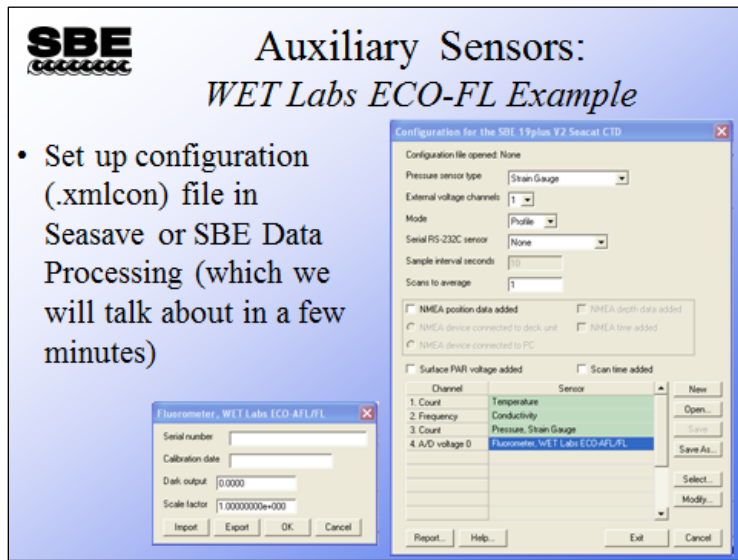 SBE
Auxiliary Sensors:
WET Labs ECO-FL Example
• Set up configuration
(.xmlcon) file in
Seasave or SBE Data
Processing (which we
will talk about in a few
minutes)
Fluorometer, WET Labs ECO-AFL/FL
Serial number
Calibration date
Dark output 0.0000
Scale factor 1.00000000e+000
Import Export OK Cancel
Configuration for the SBE 19plus V2 Seacat CTD
Configuration file opened: None
Pressure sensor type Strain Gauge
External voltage channels 1
Mode Profile
Serial RS-232C sensor None
Sample interval seconds 10
Scans to average 1
NMEA position data added NMEA depth data added
NMEA device connected to deck unit NMEA time added
NMEA device connected to PC
Surface PAR voltage added Scan time added
Channel Sensor New
1. Count Temperature
2. Frequency Conductivity Open...
3. Count Pressure, Strain Gauge Save
4. A/D voltage 0 Fluorometer, WET Labs ECO-AFL/FL Save As...
Select...
Modify...
Report... Help... Exit Cancel